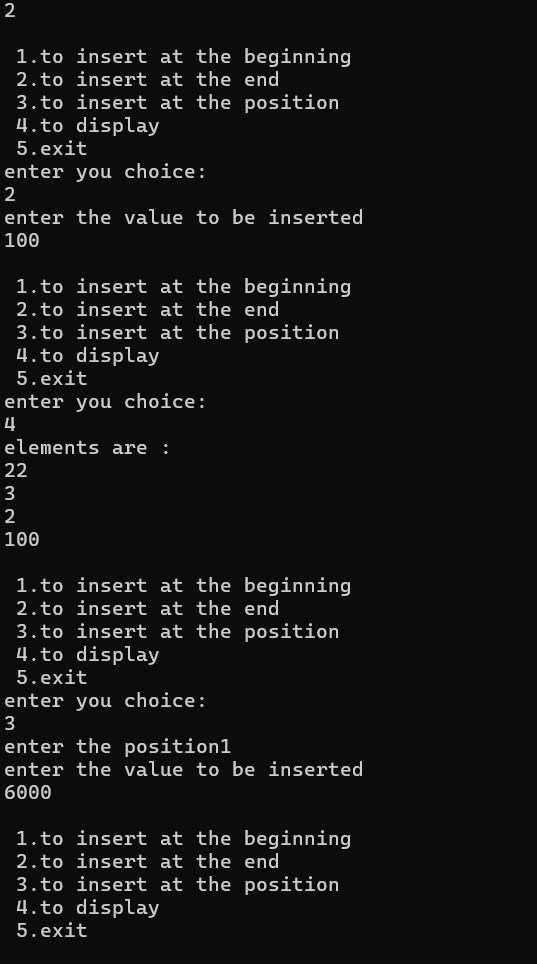 2
1.to insert at the beginning
2.to insert at the end
3.to insert at the position
4.to display
5.exit
enter you choice:
2
enter the value to be inserted
100
1.to insert at the beginning
2.to insert at the end
3.to insert at the position
4.to display
5.exit
enter you choice:
4
elements are :
22
3
2
100
1.to insert at the beginning
2.to insert at the end
3.to insert at the position
4.to display
5.exit
enter you choice:
3
enter the position1
enter the value to be inserted
6000
1.to insert at the beginning
2.to insert at the end
3.to insert at the position
4.to display
5.exit